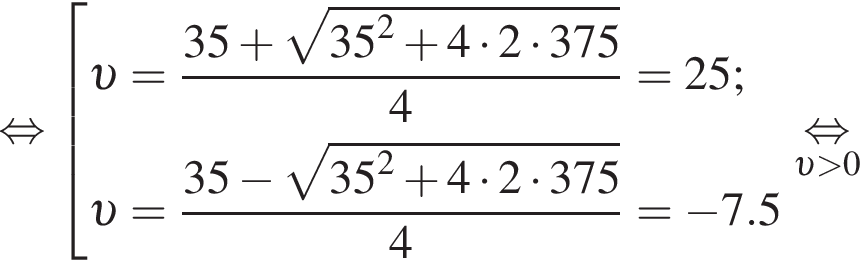 ⇔ [ υ = (35 + √(35² + 4 · 2 · 375)) / 4 = 25;
υ = (35 − √(35² + 4 · 2 · 375)) / 4 = −7.5 ⇔ υ>0